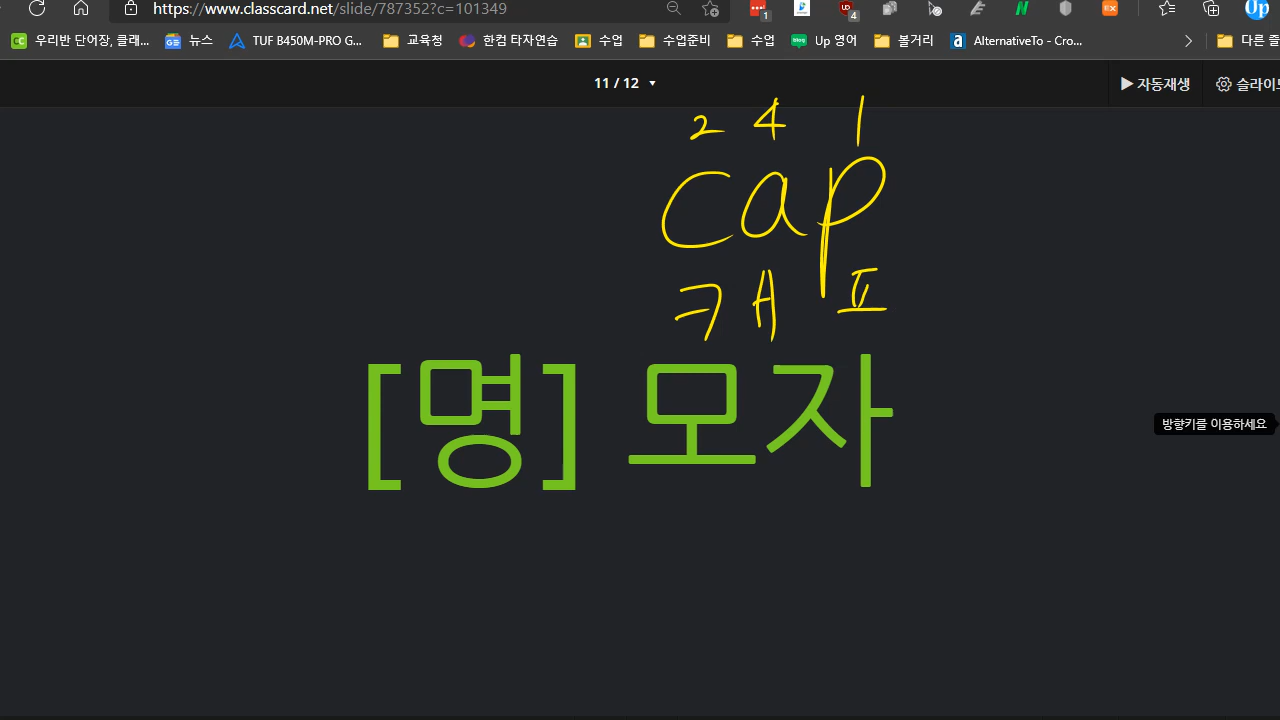 https://www.classcard.net/slide/787352?c=101349
1
4
우리반 단어장, 클래... 뉴스 TUF B450M-PRO G... 교육청 한컴 타자연습 수업 수업준비 수업 Up 영어 볼거리 AlternativeTo - Cro... 다른 즐
11 / 12 자동재생 슬라이드
2 4 1
cap
ㅋ ㅐ ㅍ
[명] 모자
방향키를 이용하세요